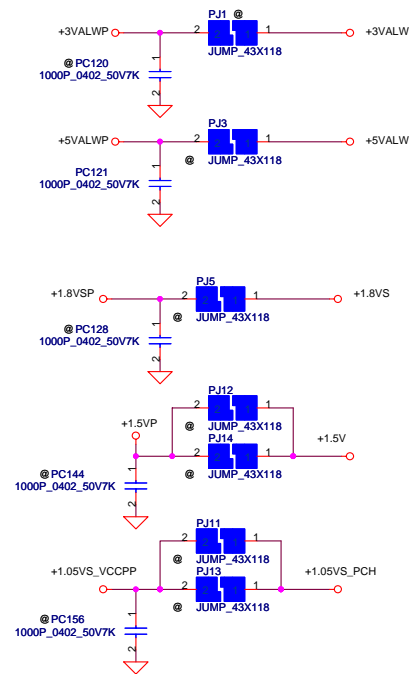 PJ1 @
+3VALWP 2 2 1 1 +3VALW
JUMP_43X118
@ PC120
1000P_0402_50V7K
1
2
PJ3
+5VALWP 2 2 1 1 +5VALW
@ JUMP_43X118
PC121
1000P_0402_50V7K
1
2
PJ5
+1.8VSP 2 2 1 1 +1.8VS
@ JUMP_43X118
@ PC128
1000P_0402_50V7K
1
2
PJ12
2 2 1 1
@ JUMP_43X118
+1.5VP
PJ14
2 2 1 1 +1.5V
@ JUMP_43X118
@ PC144
1000P_0402_50V7K
1
2
PJ11
2 2 1 1
@ JUMP_43X118
PJ13
+1.05VS_VCCPP 2 2 1 1 +1.05VS_PCH
@ JUMP_43X118
@ PC156
1000P_0402_50V7K
1
2